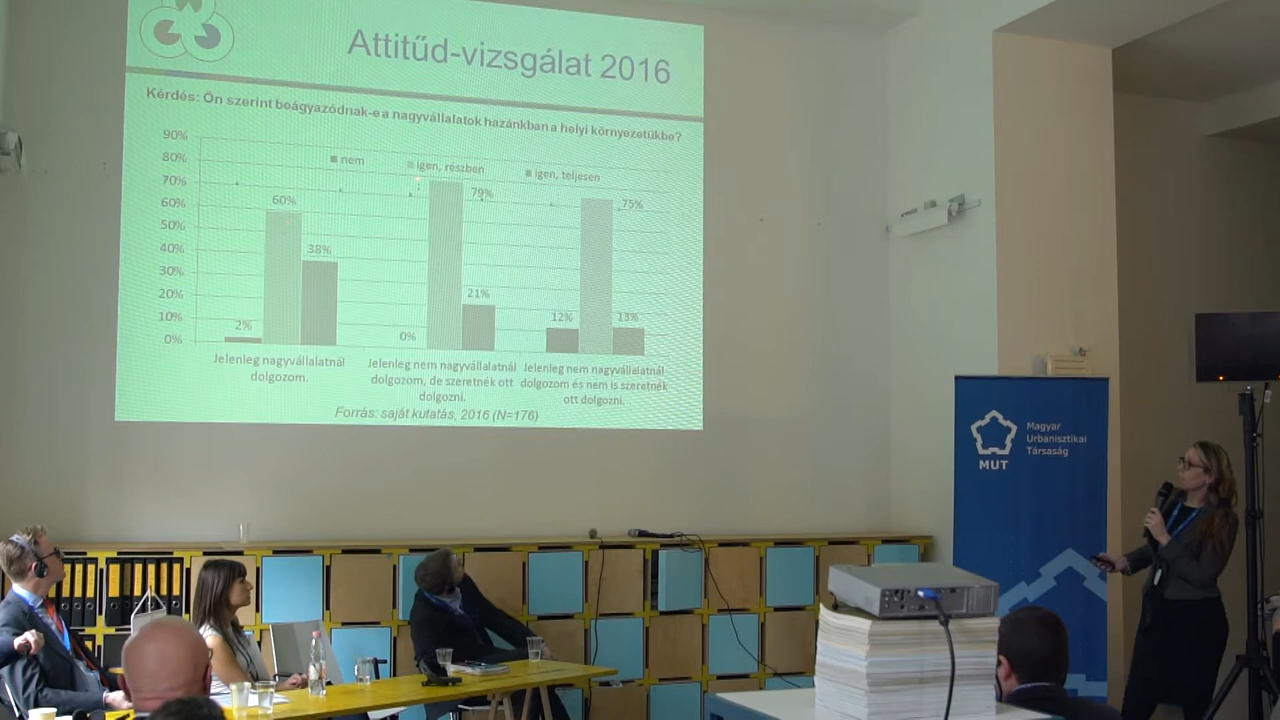 Attitűd-vizsgálat 2016
Kérdés: Ön szerint beágyazódnak-e a nagyvállalatok hazánkban a helyi környezetükbe?
90%
80%
70%
60%
50%
40%
30%
20%
10%
0%
nem
igen, részben
igen, teljesen
2%
60%
38%
0%
79%
21%
12%
75%
13%
Jelenleg nagyvállalatnál
dolgozom.
Jelenleg nem nagyvállalatnál
dolgozom, de szeretnék ott
dolgozni.
Jelenleg nem nagyvállalatnál
dolgozom és nem is szeretnék
ott dolgozni.
Forrás: saját kutatás, 2016 (N=176)
MUT
Magyar
Urbanisztikai
Társaság